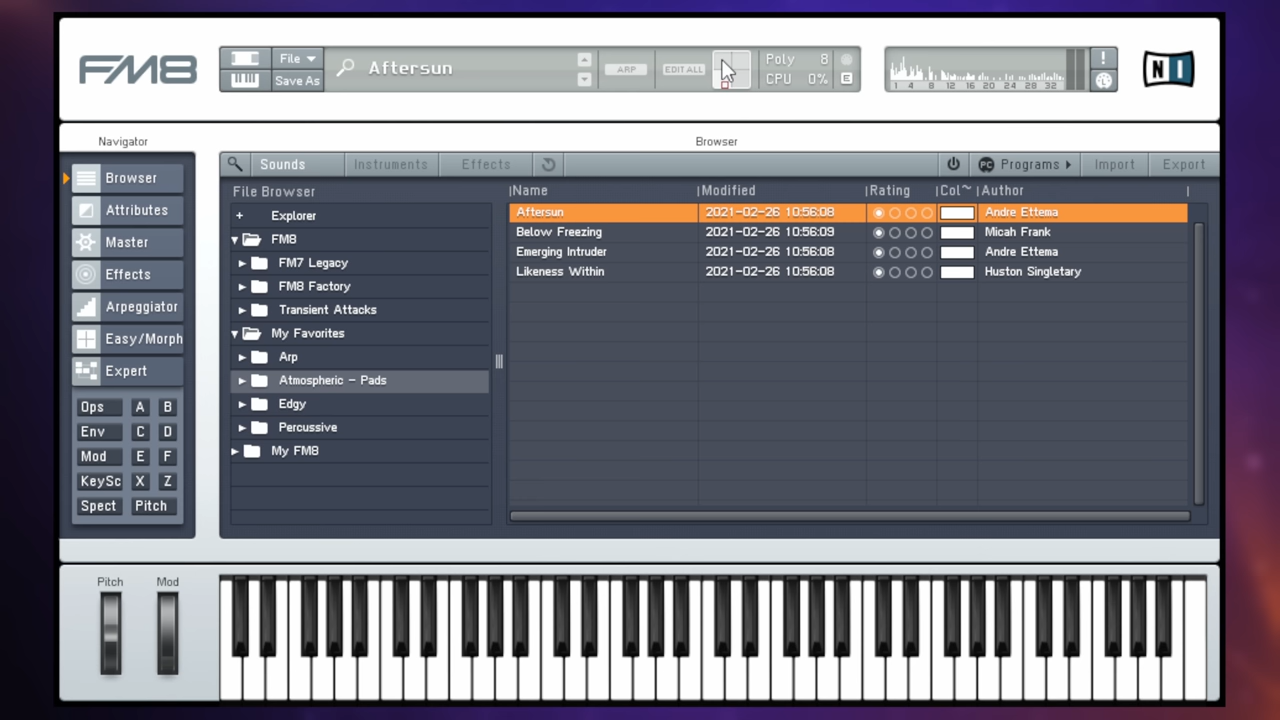 FM8
File
Save As
Aftersun
ARP
EDIT ALL
Poly 8
CPU 0%
E
!
1 4 8 12 16 20 24 28 32
NI
Navigator
Browser
Attributes
Master
Effects
Arpeggiator
Easy/Morph
Expert
Ops A B
Env C D
Mod E F
KeySc X Z
Spect Pitch
Browser
Sounds Instruments Effects
PC Programs Import Export
File Browser
+ Explorer
FM8
FM7 Legacy
FM8 Factory
Transient Attacks
My Favorites
Arp
Atmospheric - Pads
Edgy
Percussive
My FM8
Name Modified Rating Col~ Author
Aftersun 2021-02-26 10:56:08 Andre Ettema
Below Freezing 2021-02-26 10:56:09 Micah Frank
Emerging Intruder 2021-02-26 10:56:08 Andre Ettema
Likeness Within 2021-02-26 10:56:08 Huston Singletary
Pitch Mod